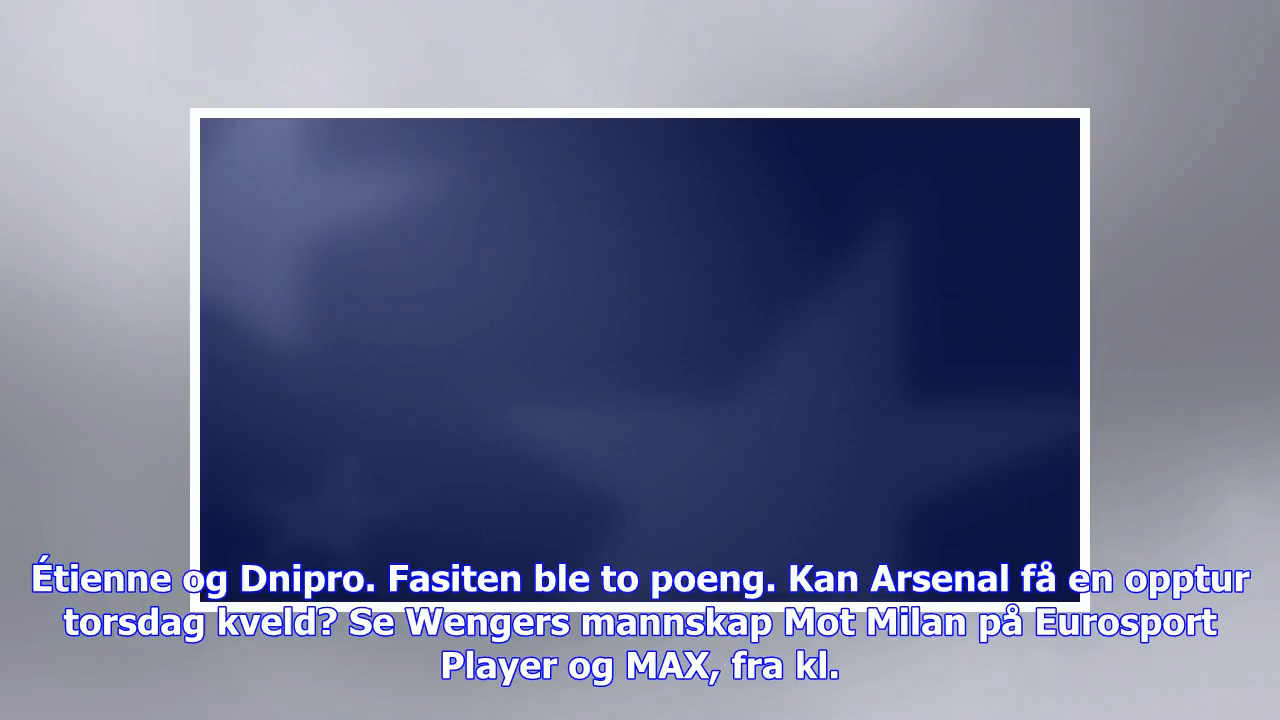 Étienne og Dnipro. Fasiten ble to poeng. Kan Arsenal få en opptur
torsdag kveld? Se Wengers mannskap Mot Milan på Eurosport
Player og MAX, fra kl.